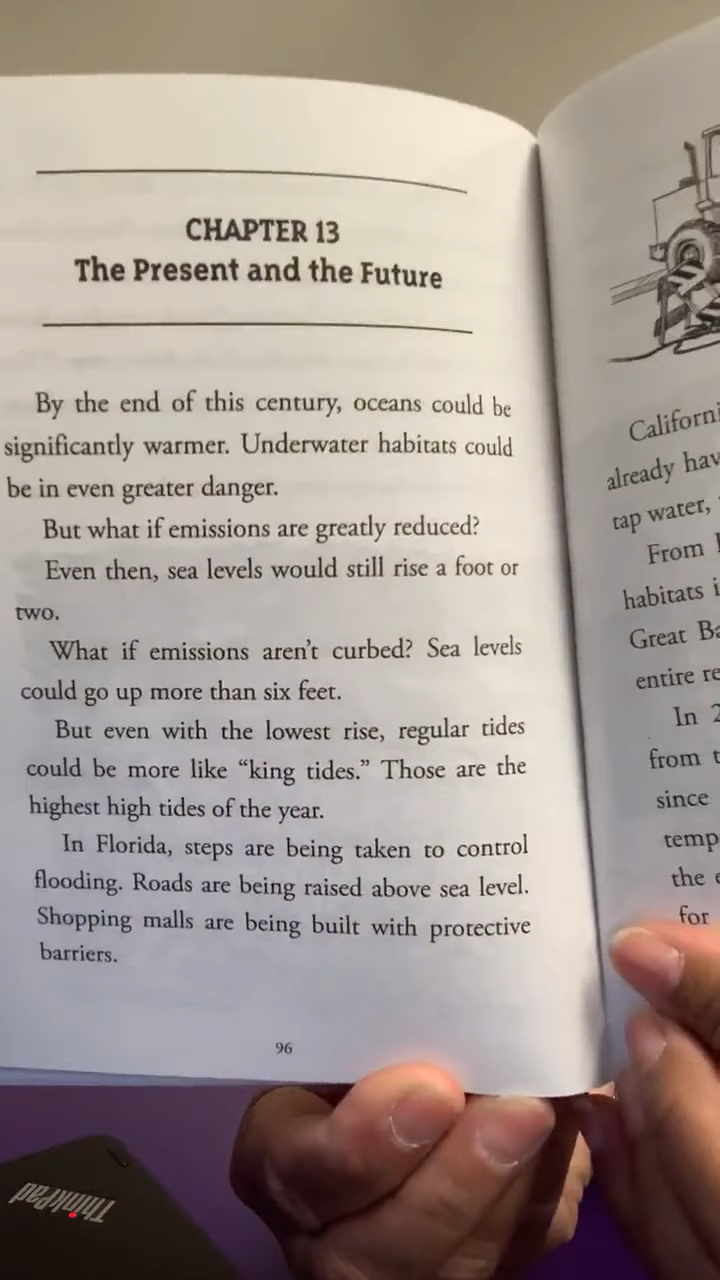 CHAPTER 13
The Present and the Future
By the end of this century, oceans could be
significantly warmer. Underwater habitats could
be in even greater danger.
But what if emissions are greatly reduced?
Even then, sea levels would still rise a foot or
two.
What if emissions aren't curbed? Sea levels
could go up more than six feet.
But even with the lowest rise, regular tides
could be more like “king tides.” Those are the
highest high tides of the year.
In Florida, steps are being taken to control
flooding. Roads are being raised above sea level.
Shopping malls are being built with protective
barriers.
96
already
tap water,
From
habitats
Great
entire
In
from
since
the
for
ThinkPad